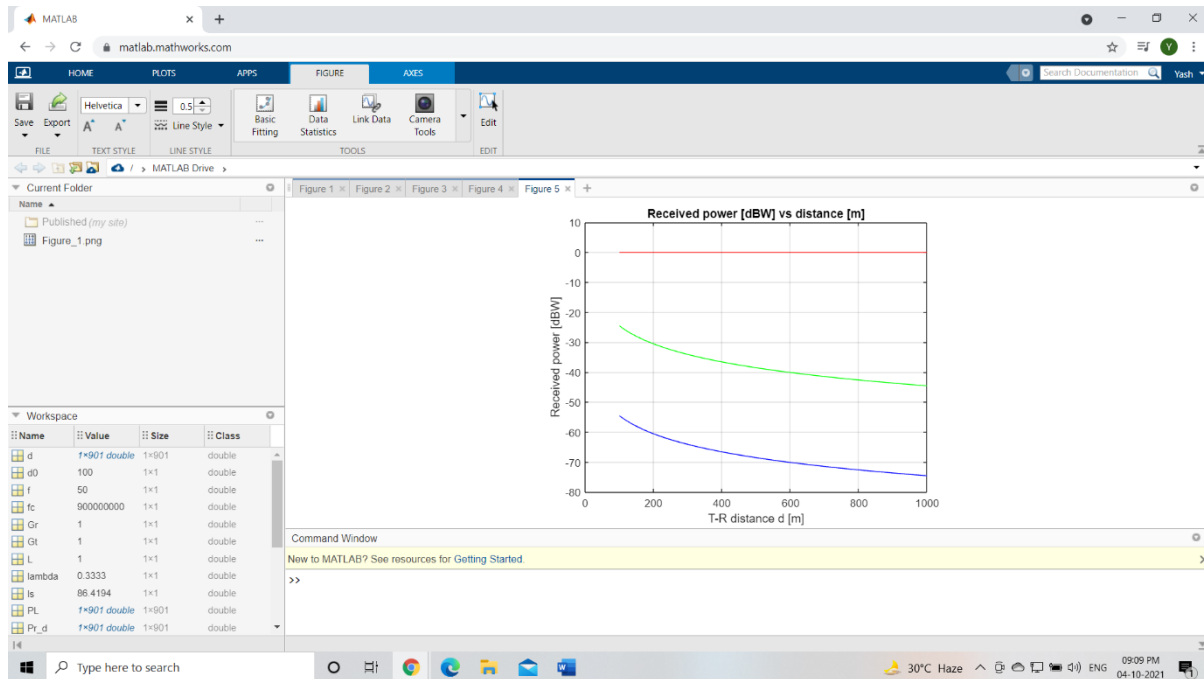 MATLAB
matlab.mathworks.com
Y
HOME PLOTS APPS FIGURE AXES Search Documentation Yash
Helvetica 0.5
Save Export A A Line Style Basic Fitting Data Statistics Link Data Camera Tools Edit
FILE TEXT STYLE LINE STYLE TOOLS EDIT
/ › MATLAB Drive ›
Current Folder
Name
Published (my site)
Figure_1.png
Figure 1 Figure 2 Figure 3 Figure 4 Figure 5
Received power [dBW] vs distance [m]
10
0
-10
-20
-30
-40
-50
-60
-70
-80
Received power [dBW]
0 200 400 600 800 1000
T-R distance d [m]
Workspace
Name Value Size Class
d 1×901 double 1×901 double
d0 100 1×1 double
f 50 1×1 double
fc 900000000 1×1 double
Gr 1 1×1 double
Gt 1 1×1 double
L 1 1×1 double
lambda 0.3333 1×1 double
ls 86.4194 1×1 double
PL 1×901 double 1×901 double
Pr_d 1×901 double 1×901 double
Command Window
New to MATLAB? See resources for Getting Started.
>>
Type here to search
30°C Haze ENG 09:09 PM
04-10-2021